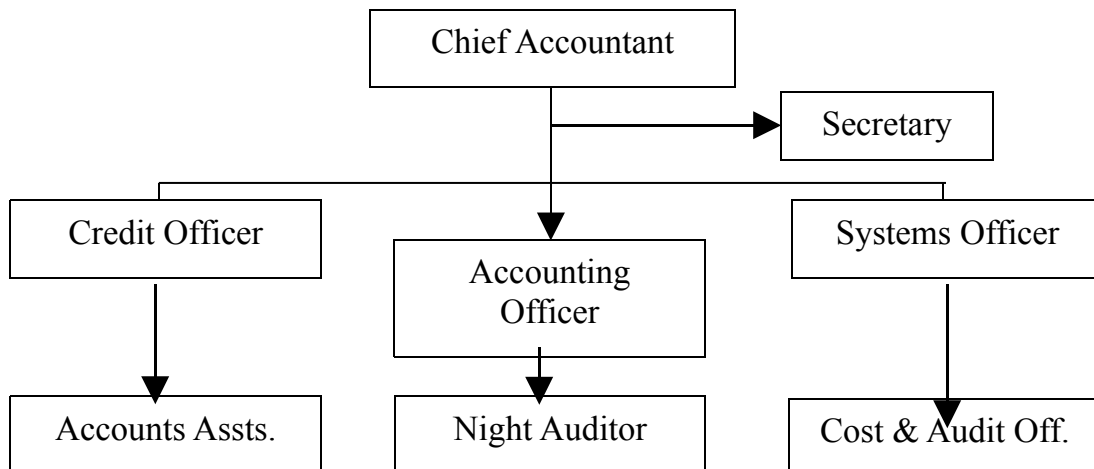 Chief Accountant
Secretary
Credit Officer
Accounting
Officer
Systems Officer
Accounts Assts.
Night Auditor
Cost & Audit Off.